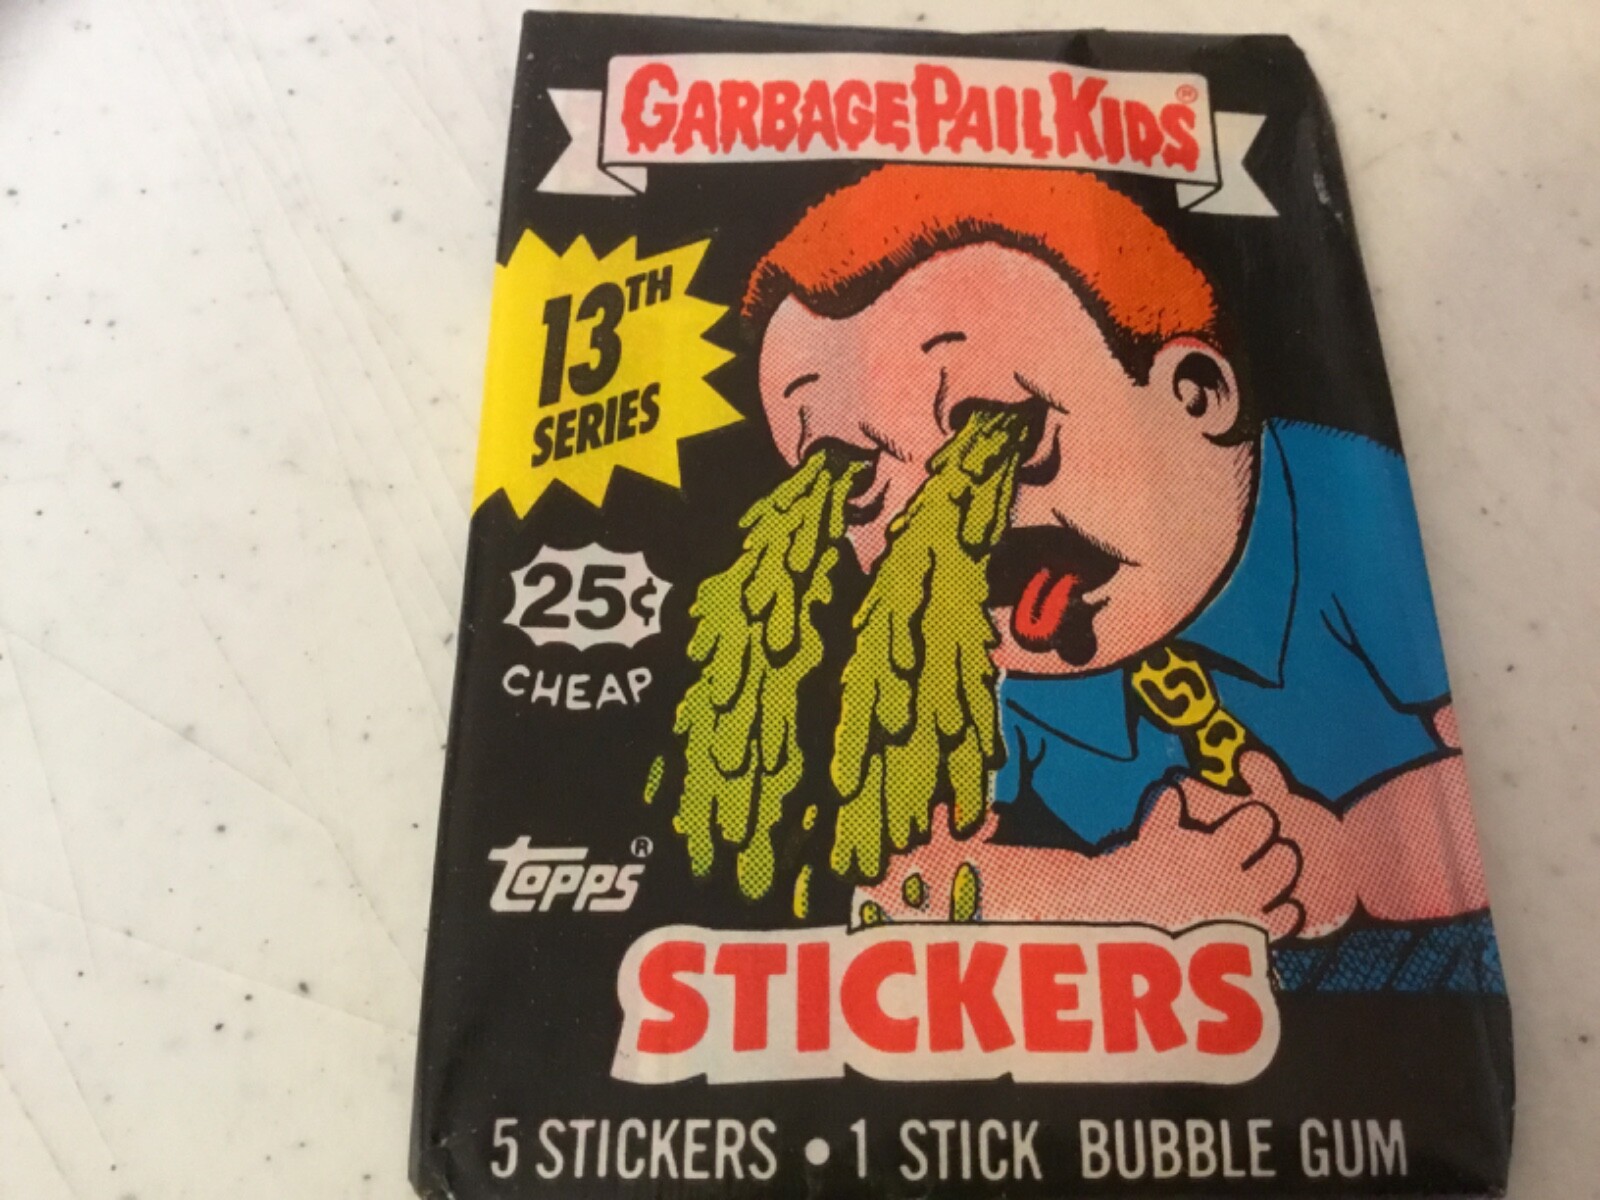 GARBAGE PAIL KIDS®
13TH
SERIES
25¢
CHEAP
TOPPS®
STICKERS
5 STICKERS • 1 STICK BUBBLE GUM